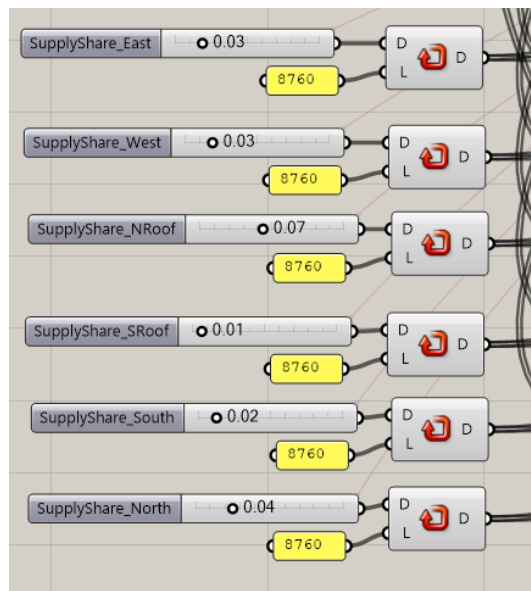 SupplyShare_East 0.03 D D
8760 L
SupplyShare_West 0.03 D D
8760 L
SupplyShare_NRoof 0.07 D D
8760 L
SupplyShare_SRoof 0.01 D D
8760 L
SupplyShare_South 0.02 D D
8760 L
SupplyShare_North 0.04 D D
8760 L